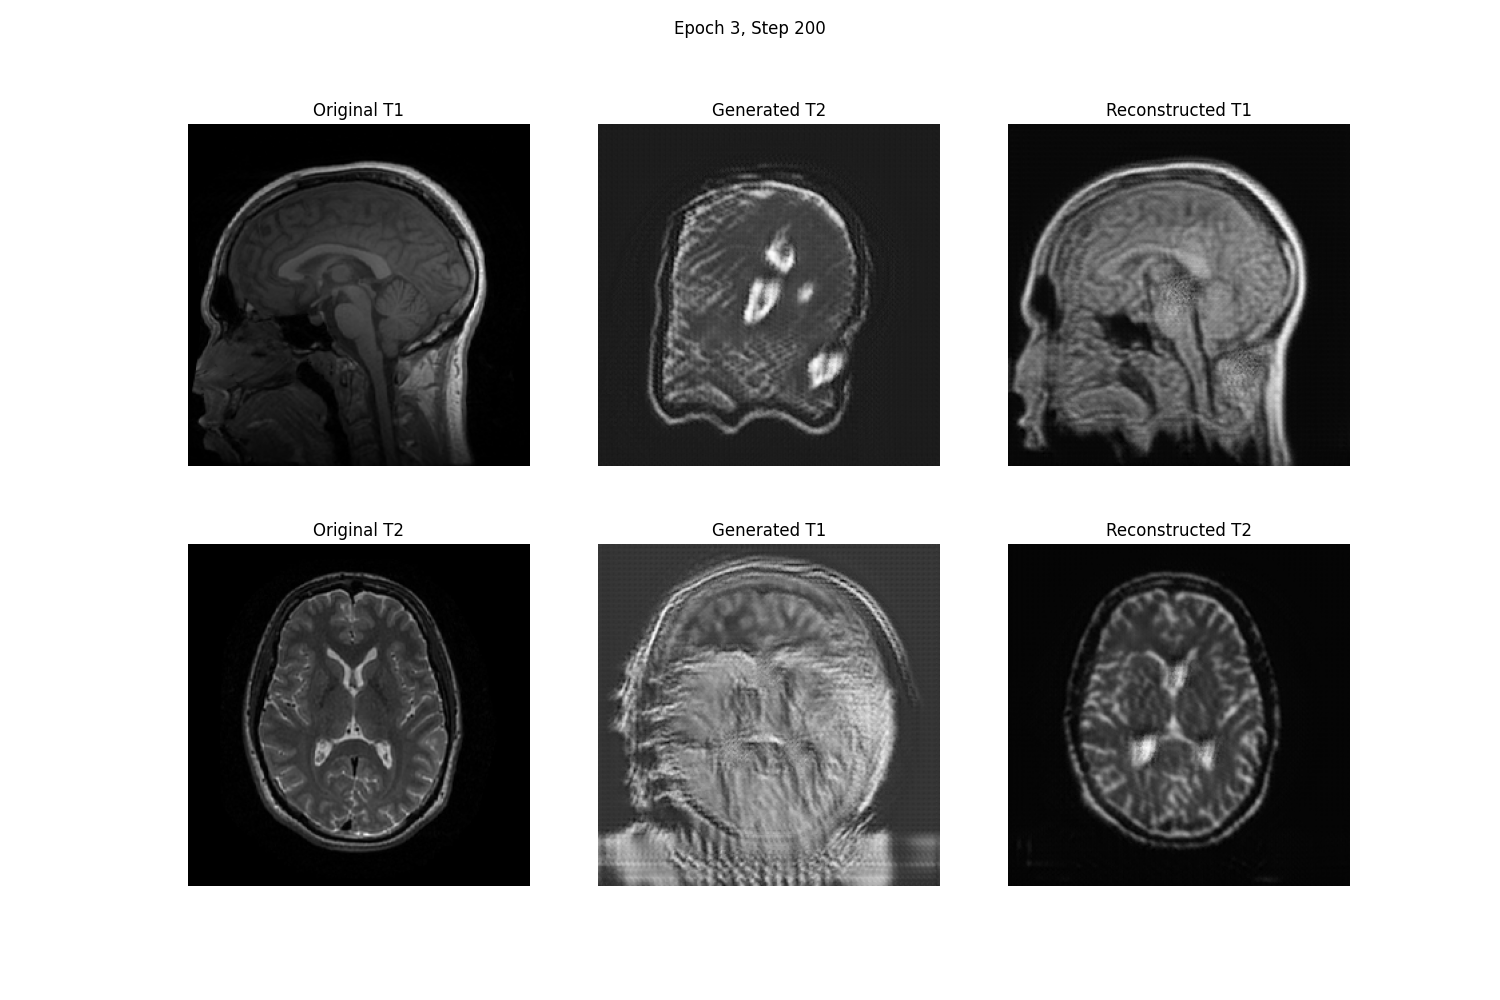 Epoch 3, Step 200
Original T1
Generated T2
Reconstructed T1
Original T2
Generated T1
Reconstructed T2